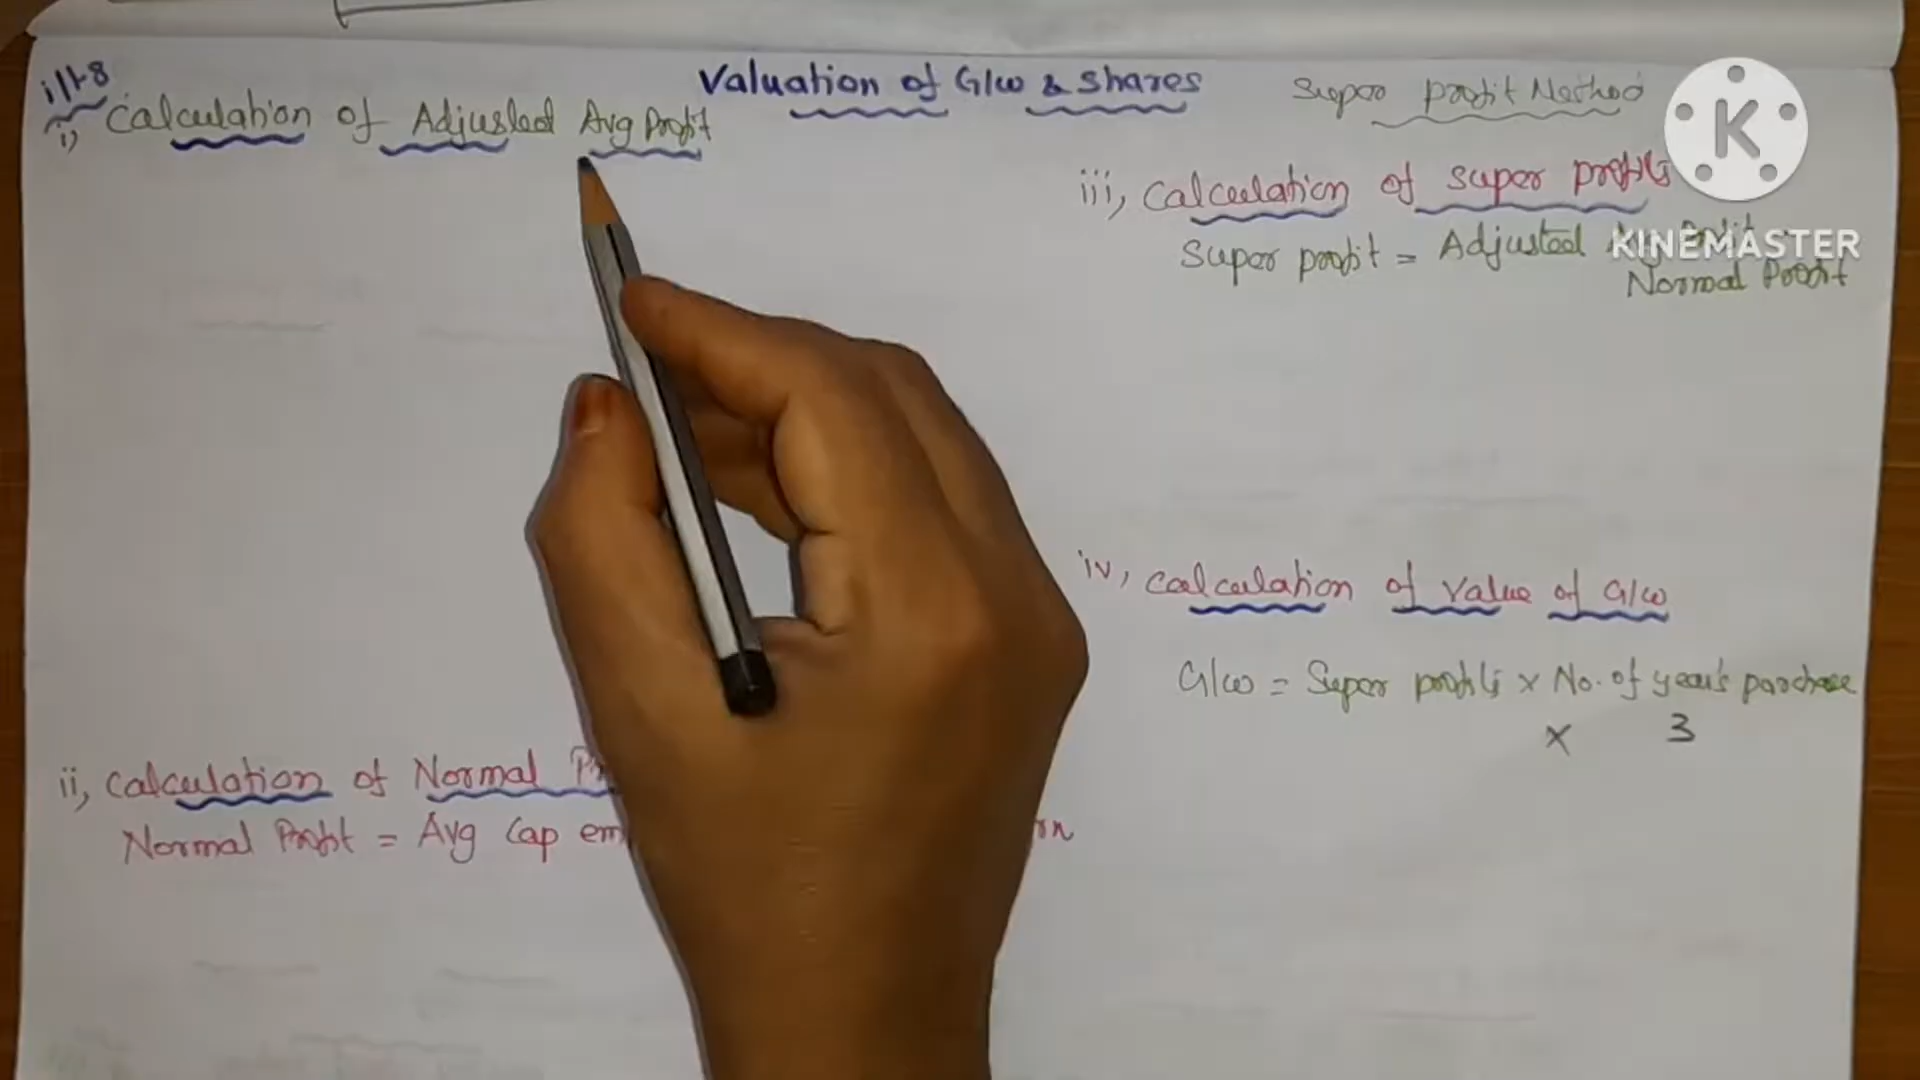 ill-8
Valuation of G/w & shares
Super profit Method
i) Calculation of Adjusted Avg Profit
ii, Calculation of Normal
Normal Profit = Avg Cap
iii, Calculation of super profits
Super profit = Adjusted
Normal Profit
iv, Calculation of Value of G/w
G/w = Super profits x No. of year's purchase
x 3
K
KINEMASTER